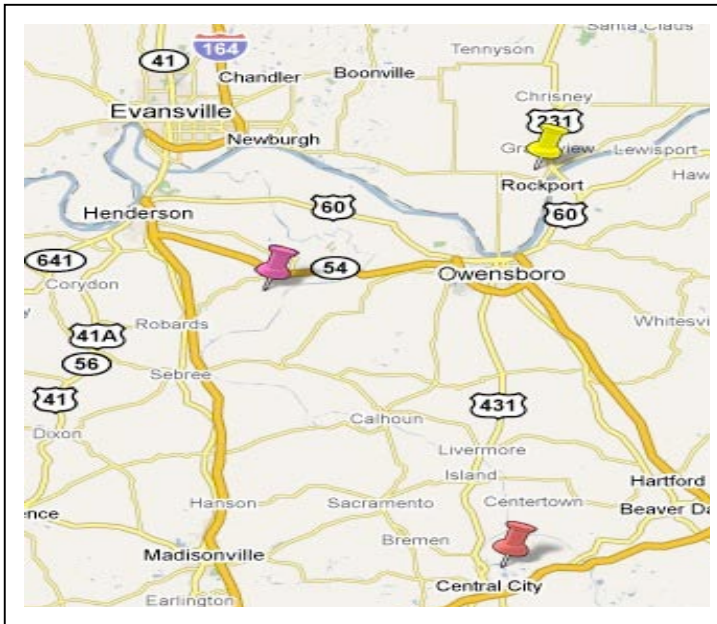 Santa Claus
164
Tennyson
41
Chandler
Boonville
Chrisney
Evansville
231
Newburgh
Lewisport
Rockport
Haw
60
Henderson
60
641
54
Owensboro
Corydon
41A
Robards
Whitesv
56
Sebree
41
431
Calhoun
Dixon
Livermore
Island
Hartford
Hanson
Sacramento
Centertown
ence
Beaver Da
Bremen
Madisonville
Central City
Earlington